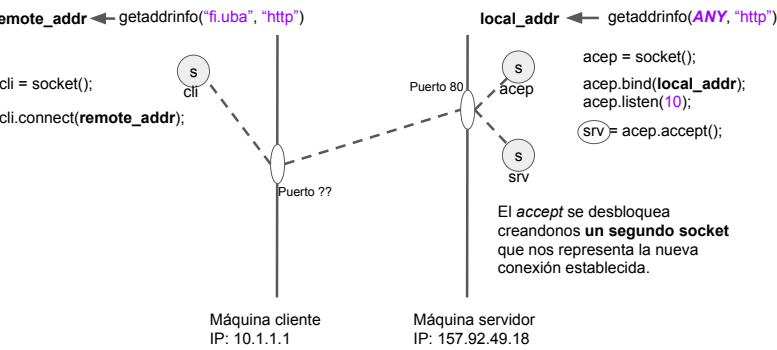 emote_addr getaddrinfo("fi.uba", "http")
local_addr getaddrinfo(ANY, "http")
cli = socket();
cli.connect(remote_addr);
s
cli
Puerto ??
Puerto 80
s
acep
s
srv
acep = socket();
acep.bind(local_addr);
acep.listen(10);
srv = acep.accept();
El accept se desbloquea
creandonos un segundo socket
que nos representa la nueva
conexión establecida.
Máquina cliente
IP: 10.1.1.1
Máquina servidor
IP: 157.92.49.18